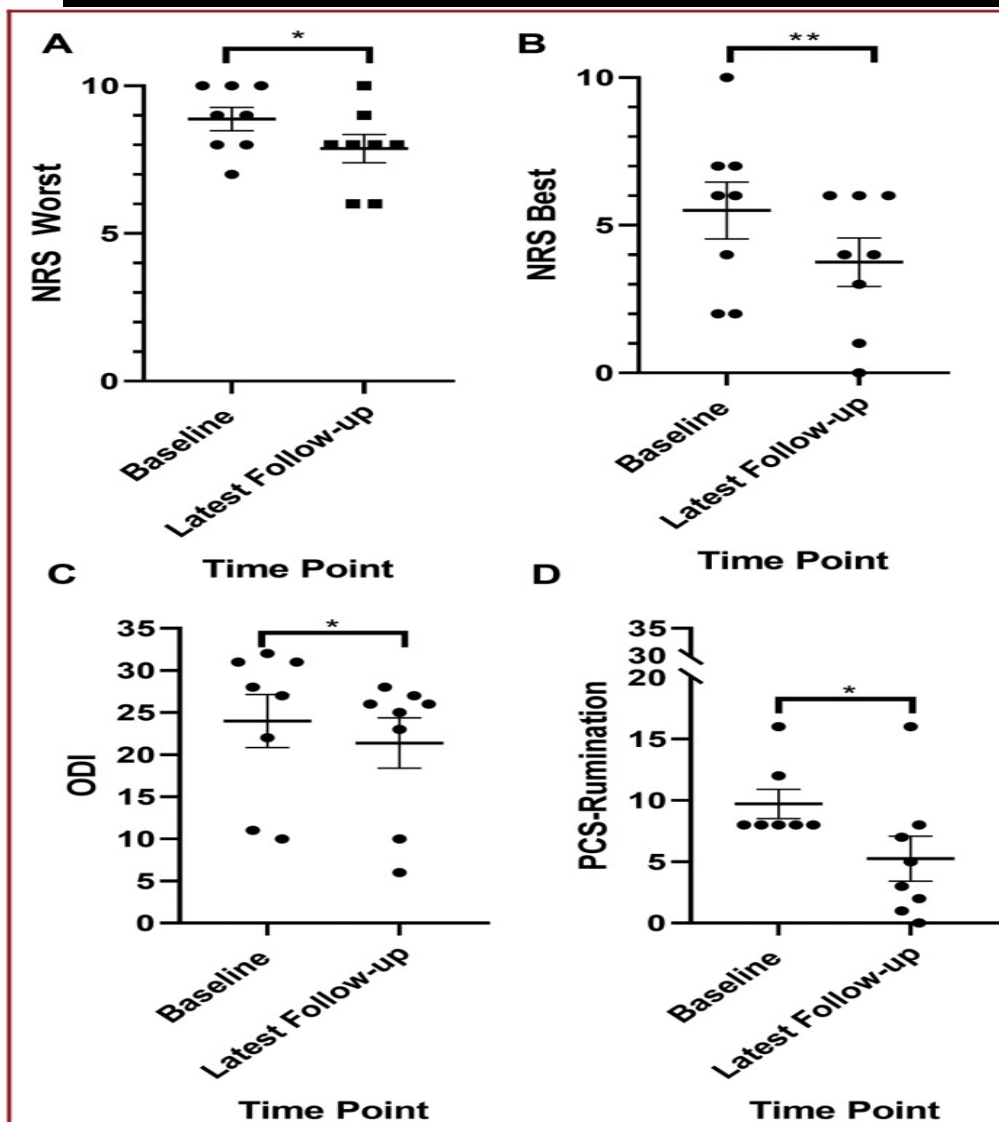 A
*
NRS Worst
10
5
0
Baseline
Latest Follow-up
Time Point
B
**
NRS Best
10
5
0
Baseline
Latest Follow-up
Time Point
C
*
ODI
35
30
25
20
15
10
5
0
Baseline
Latest Follow-up
Time Point
D
*
PCS-Rumination
35
30
20
15
10
5
0
Baseline
Latest Follow-up
Time Point